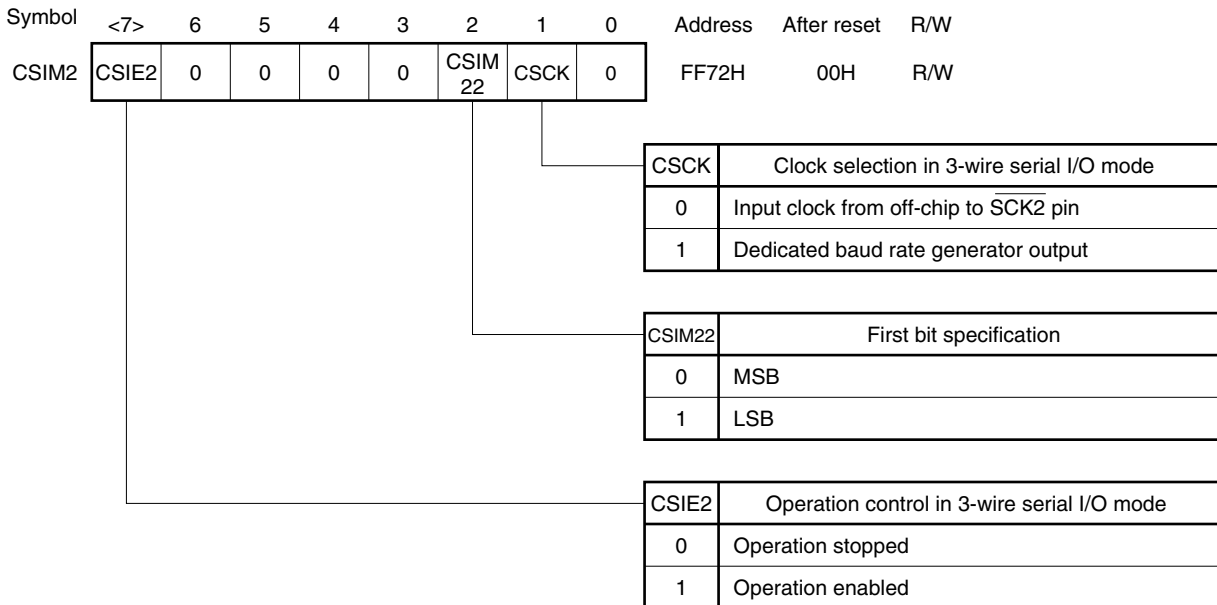 Symbol <7> 6 5 4 3 2 1 0 Address After reset R/W
CSIM2 CSIE2 0 0 0 0 CSIM 22 CSCK 0 FF72H 00H R/W
CSCK Clock selection in 3-wire serial I/O mode
0 Input clock from off-chip to S̅C̅K̅2̅ pin
1 Dedicated baud rate generator output
CSIM22 First bit specification
0 MSB
1 LSB
CSIE2 Operation control in 3-wire serial I/O mode
0 Operation stopped
1 Operation enabled